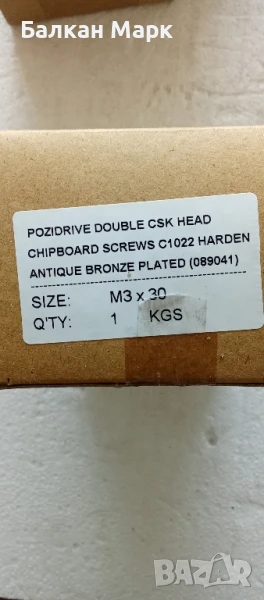 Балкан Марк
POZIDRIVE DOUBLE CSK HEAD
CHIPBOARD SCREWS C1022 HARDEN
ANTIQUE BRONZE PLATED (089041)
SIZE: M3 x 30
Q'TY: 1 KGS
BAZAR